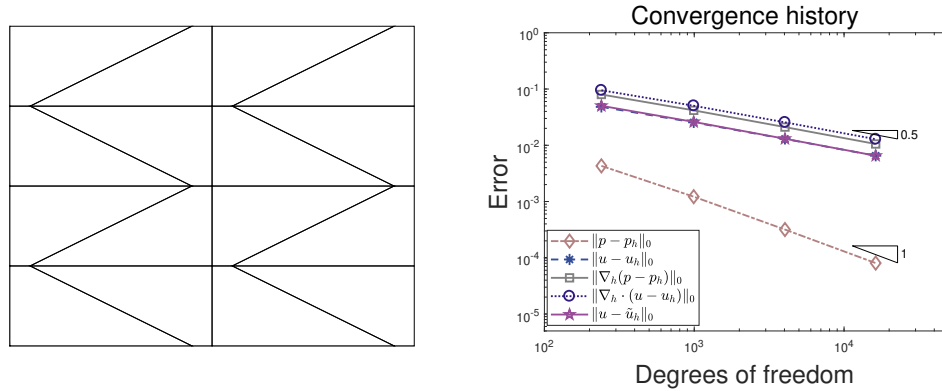 Convergence history
10^0
10^{-1}
10^{-2}
10^{-3}
10^{-4}
10^{-5}
Error
0.5
1
‖p − p_h‖_0
‖u − u_h‖_0
‖∇_h(p − p_h)‖_0
‖∇_h · (u − u_h)‖_0
‖u − ũ_h‖_0
10^2 10^3 10^4
Degrees of freedom